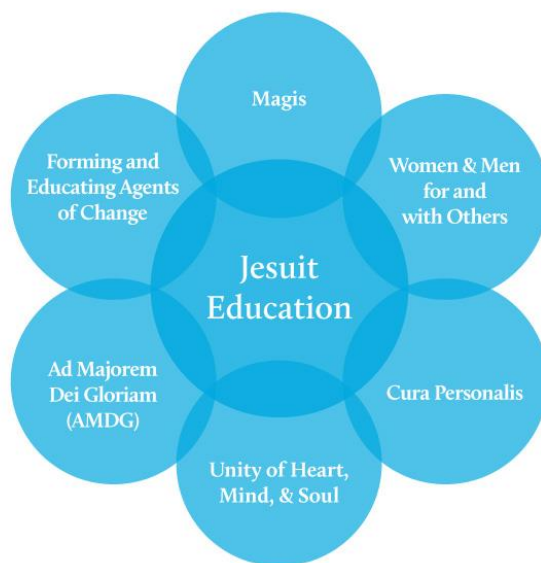 Magis
Forming and
Educating Agents
of Change
Women & Men
for and
with Others
Jesuit
Education
Ad Majorem
Dei Gloriam
(AMDG)
Cura Personalis
Unity of Heart,
Mind, & Soul